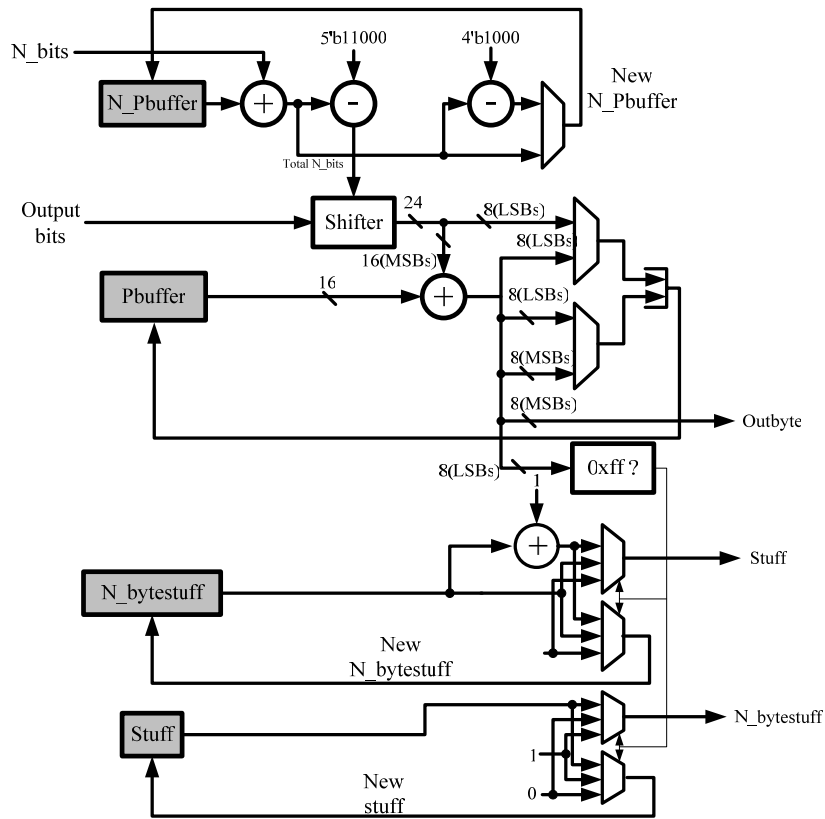 5'b11000
4'b1000
N_bits
New
N_Pbuffer
N_Pbuffer
+
-
-
Total N_bits
Output
bits
Shifter
24
8(LSBs)
8(LSBs)
16(MSBs)
Pbuffer
16
+
8(LSBs)
8(MSBs)
8(MSBs)
Outbyte
8(LSBs)
0xff ?
1
+
Stuff
N_bytestuff
New
N_bytestuff
N_bytestuff
Stuff
1
0
New
stuff